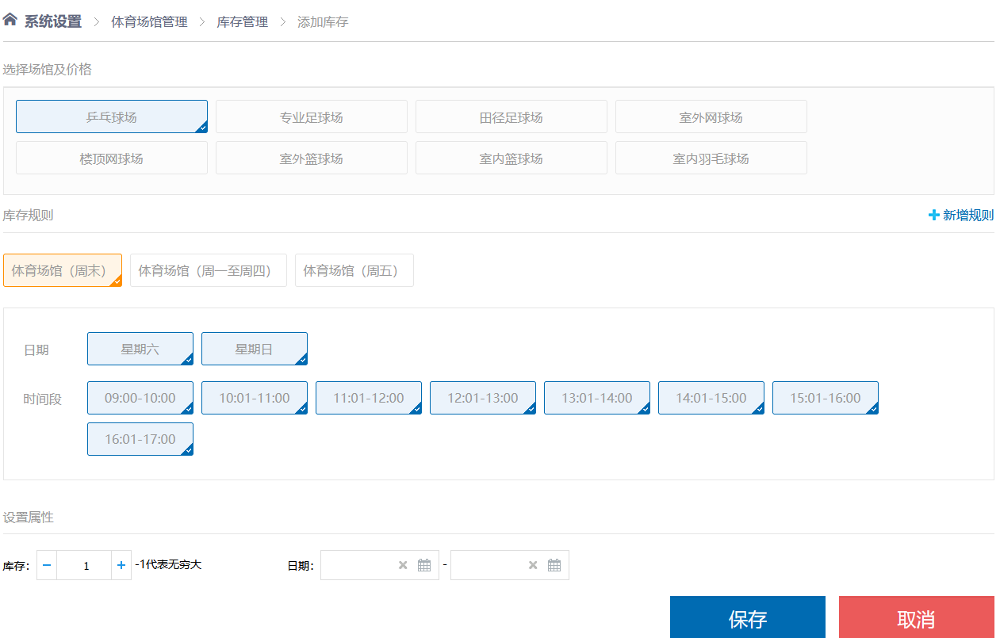 系统设置 > 体育场馆管理 > 库存管理 > 添加库存
选择场馆及价格
乒乓球场 专业足球场 田径足球场 室外网球场
楼顶网球场 室外篮球场 室内篮球场 室内羽毛球场
库存规则 新增规则
体育场馆（周末） 体育场馆（周一至周四） 体育场馆（周五）
日期 星期六 星期日
时间段 09:00-10:00 10:01-11:00 11:01-12:00 12:01-13:00 13:01-14:00 14:01-15:00 15:01-16:00
16:01-17:00
设置属性
库存: − 1 + -1代表无穷大 日期: -
保存 取消